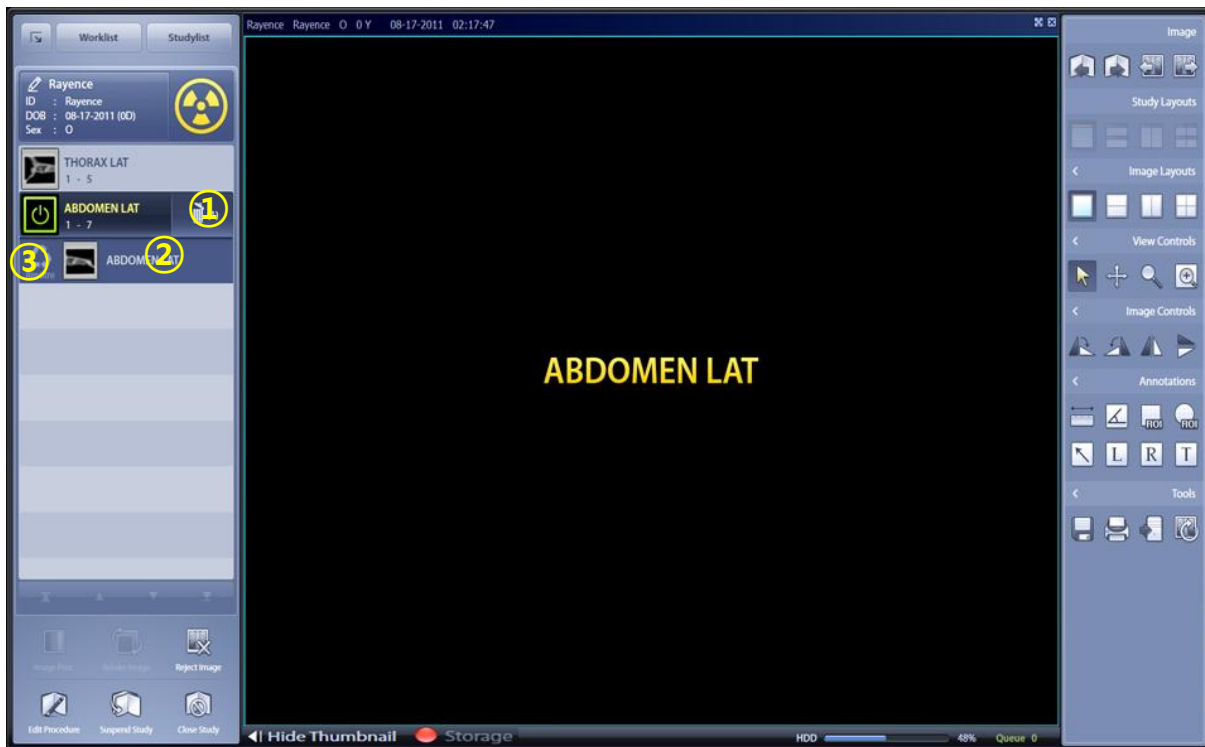 Worklist
Studylist
Rayence Rayence O 0 Y 08-17-2011 02:17:47
Rayence
ID : Rayence
DOB : 08-17-2011 (0D)
Sex : O
THORAX LAT
1 - 5
ABDOMEN LAT
1 - 7
①
③
ABDOMEN LAT
②
ABDOMEN LAT
Reject Image
Edit Procedure
Suspend Study
Close Study
Hide Thumbnail
Storage
HDD
48%
Queue 0
Image
Study Layouts
Image Layouts
View Controls
Image Controls
Annotations
ROI
ROI
L
R
T
Tools